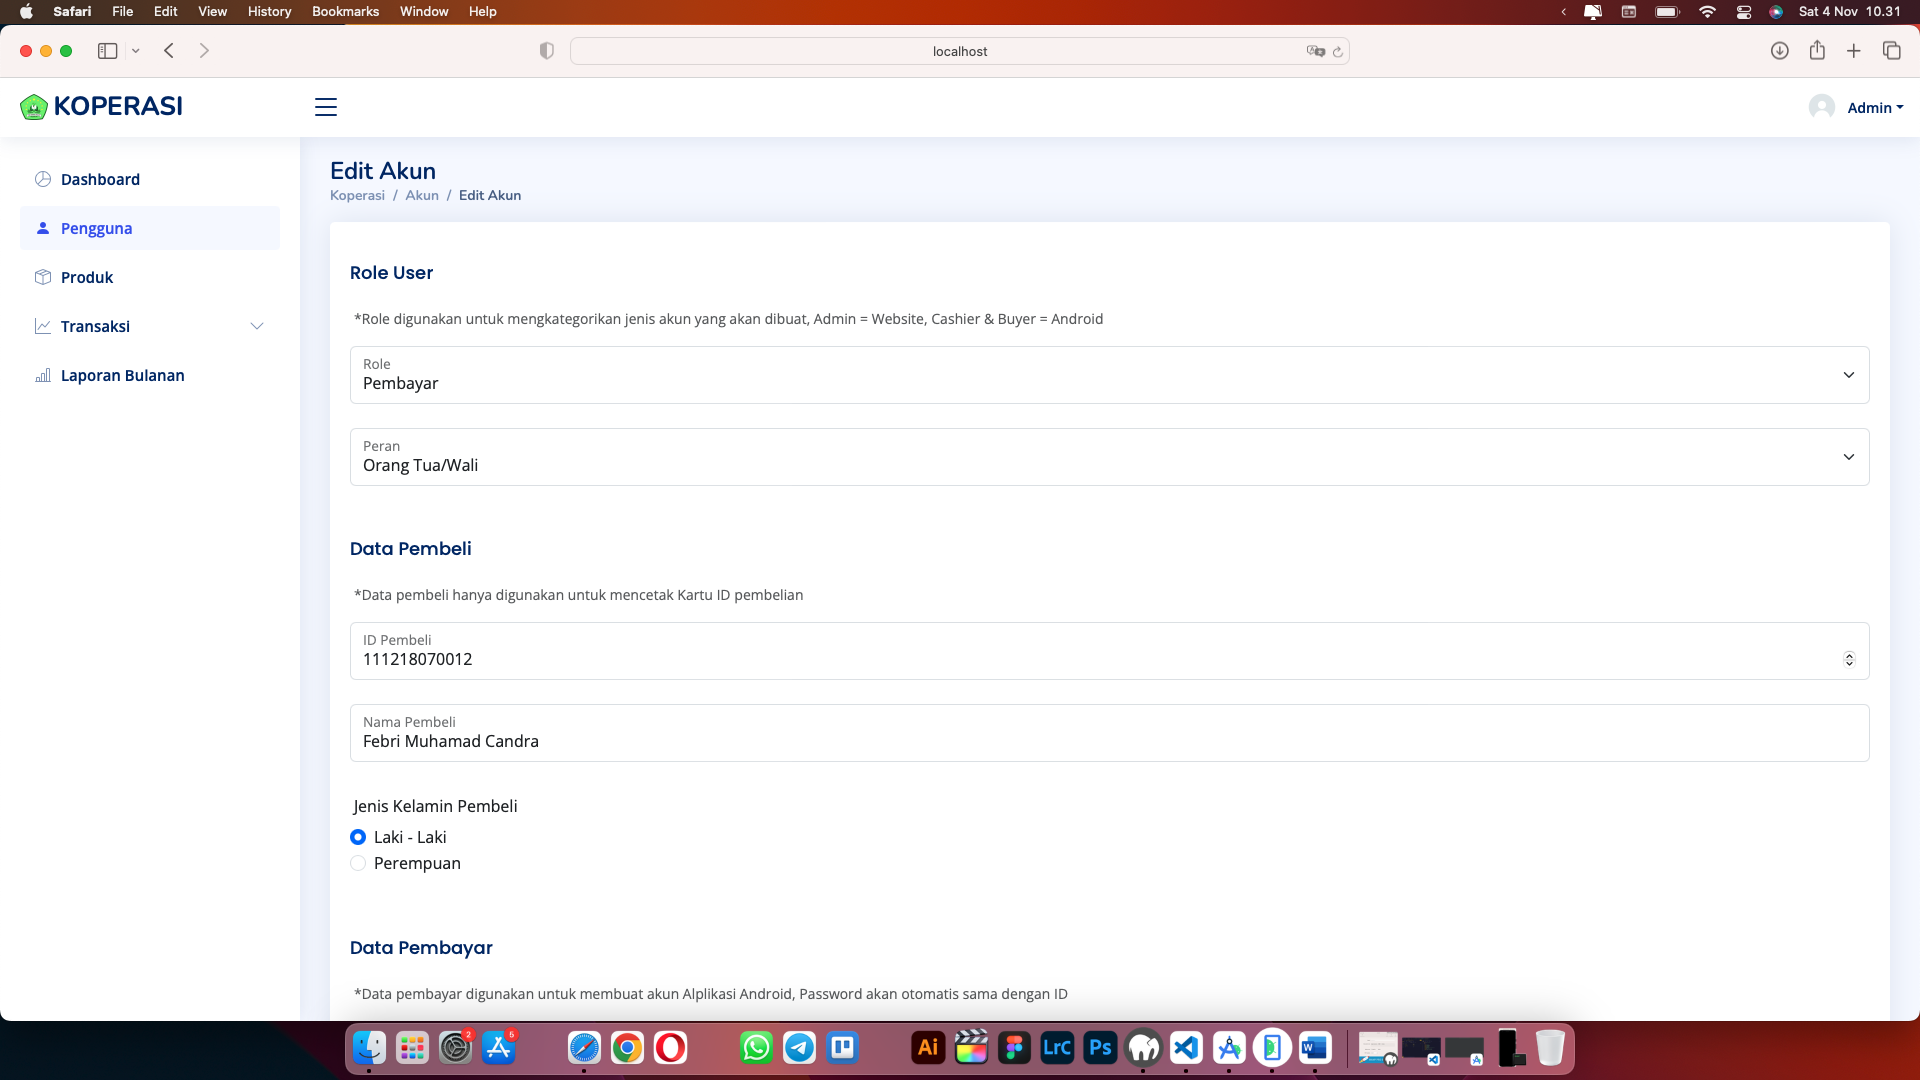 Safari File Edit View History Bookmarks Window Help
Sat 4 Nov 10.31
localhost
KOPERASI
Admin
Dashboard
Pengguna
Produk
Transaksi
Laporan Bulanan
Edit Akun
Koperasi / Akun / Edit Akun
Role User
*Role digunakan untuk mengkategorikan jenis akun yang akan dibuat, Admin = Website, Cashier & Buyer = Android
Role
Pembayar
Peran
Orang Tua/Wali
Data Pembeli
*Data pembeli hanya digunakan untuk mencetak Kartu ID pembelian
ID Pembeli
111218070012
Nama Pembeli
Febri Muhamad Candra
Jenis Kelamin Pembeli
Laki - Laki
Perempuan
Data Pembayar
*Data pembayar digunakan untuk membuat akun Alplikasi Android, Password akan otomatis sama dengan ID
2 5 Ai LrC Ps W